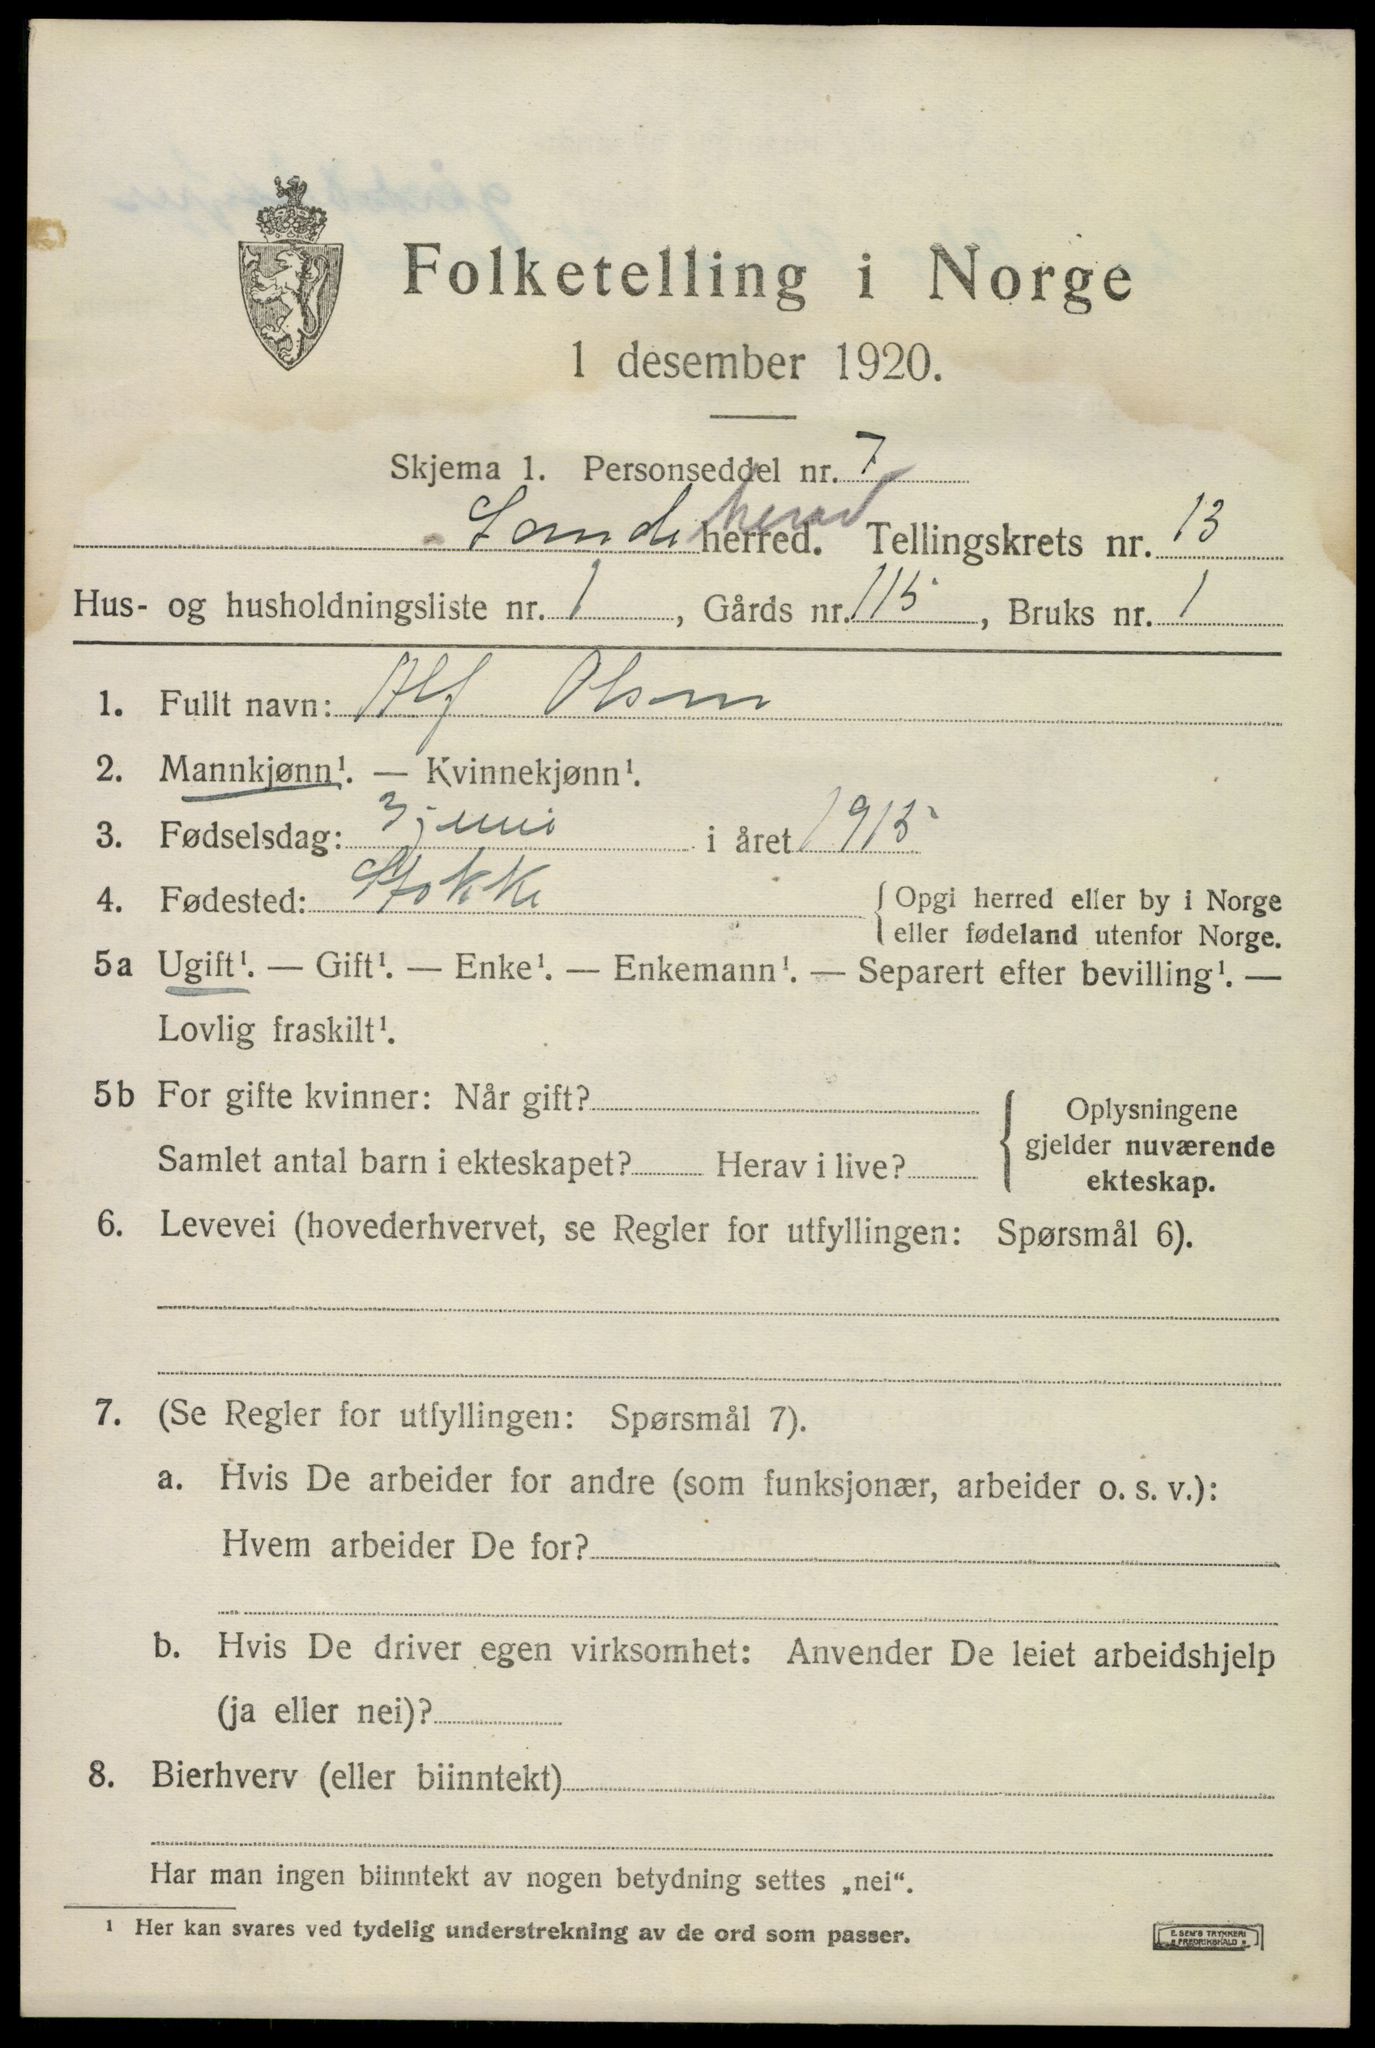 Folketelling i Norge
1 desember 1920.
Skjema 1. Personseddel nr. 7
Sande herred. herad Tellingskrets nr. 13
Hus- og husholdningsliste nr. 1, Gårds nr. 115, Bruks nr. 1
1. Fullt navn: Alf Olsen
2. Mannkjønn¹. — Kvinnekjønn¹.
3. Fødselsdag: 3 juni i året 1915
4. Fødested: Stokke {Opgi herred eller by i Norge
eller fødeland utenfor Norge.
5a Ugift¹. — Gift¹. — Enke¹. — Enkemann¹. — Separert efter bevilling¹. —
Lovlig fraskilt¹.
5b For gifte kvinner: Når gift? { Oplysningene
gjelder nuværende
ekteskap.
Samlet antal barn i ekteskapet? Herav i live?
6. Levevei (hovederhvervet, se Regler for utfyllingen: Spørsmål 6).
7. (Se Regler for utfyllingen: Spørsmål 7).
a. Hvis De arbeider for andre (som funksjonær, arbeider o. s. v.):
Hvem arbeider De for?
b. Hvis De driver egen virksomhet: Anvender De leiet arbeidshjelp
(ja eller nei)?
8. Bierhverv (eller biinntekt)
Har man ingen biinntekt av nogen betydning settes „nei“.
¹ Her kan svares ved tydelig understrekning av de ord som passer.
E. SEM'S TRYKKERI
FREDRIKSHALD